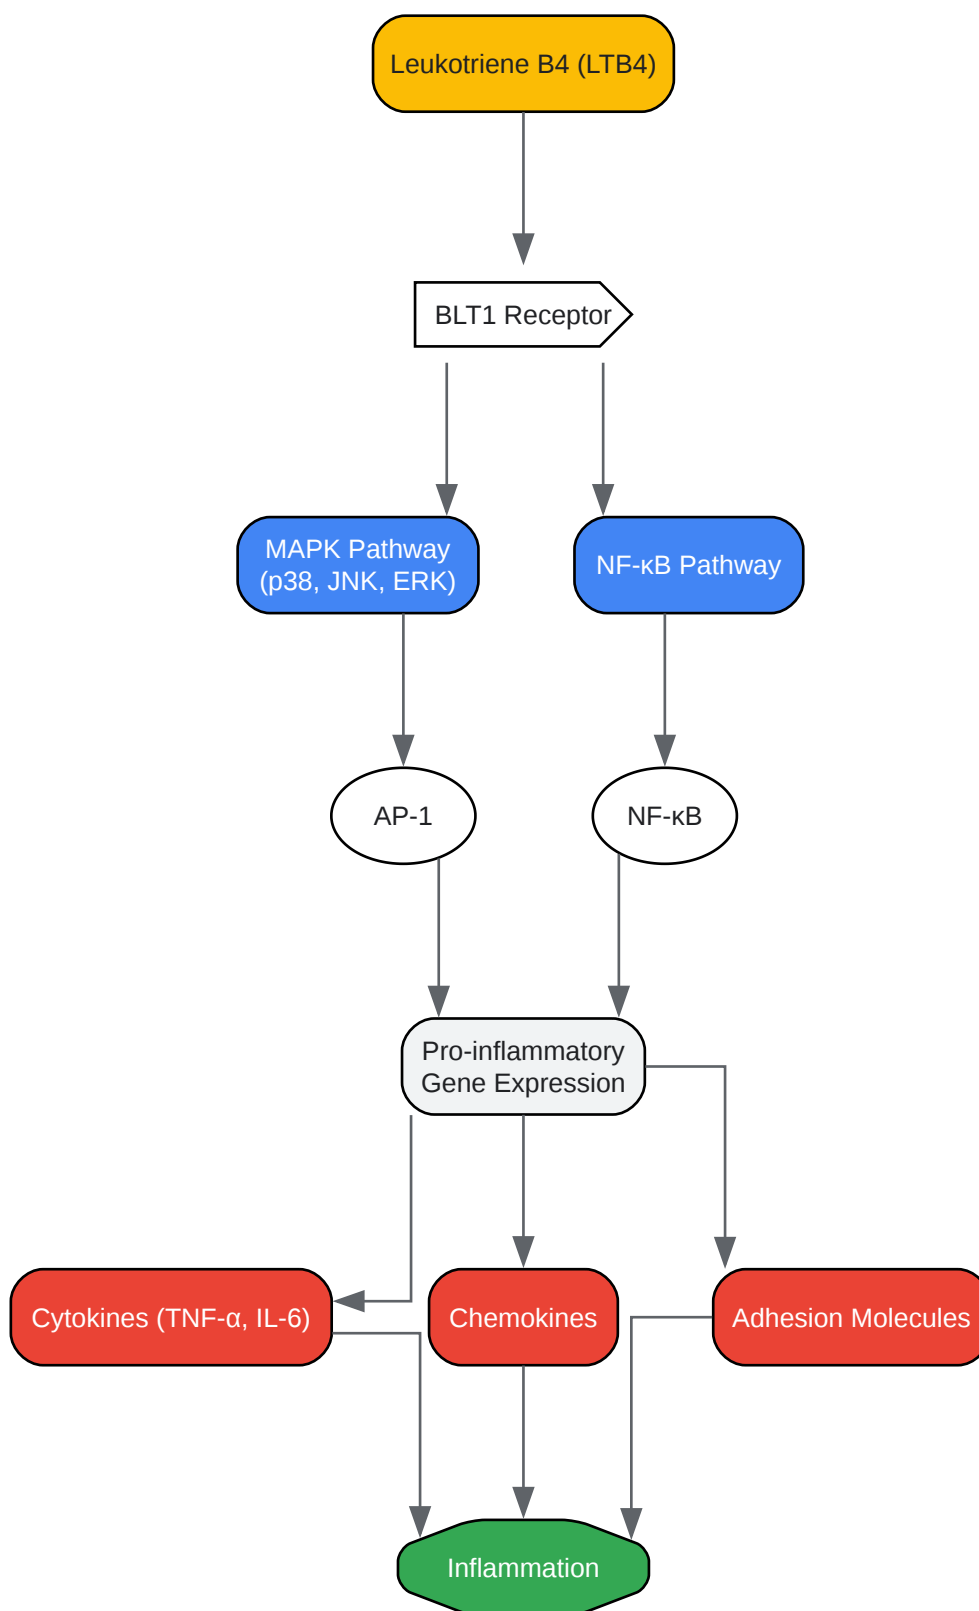 Leukotriene B4 (LTB4)
BLT1 Receptor
MAPK Pathway
(p38, JNK, ERK)
NF-κB Pathway
AP-1
NF-κB
Pro-inflammatory
Gene Expression
Cytokines (TNF-α, IL-6)
Chemokines
Adhesion Molecules
Inflammation